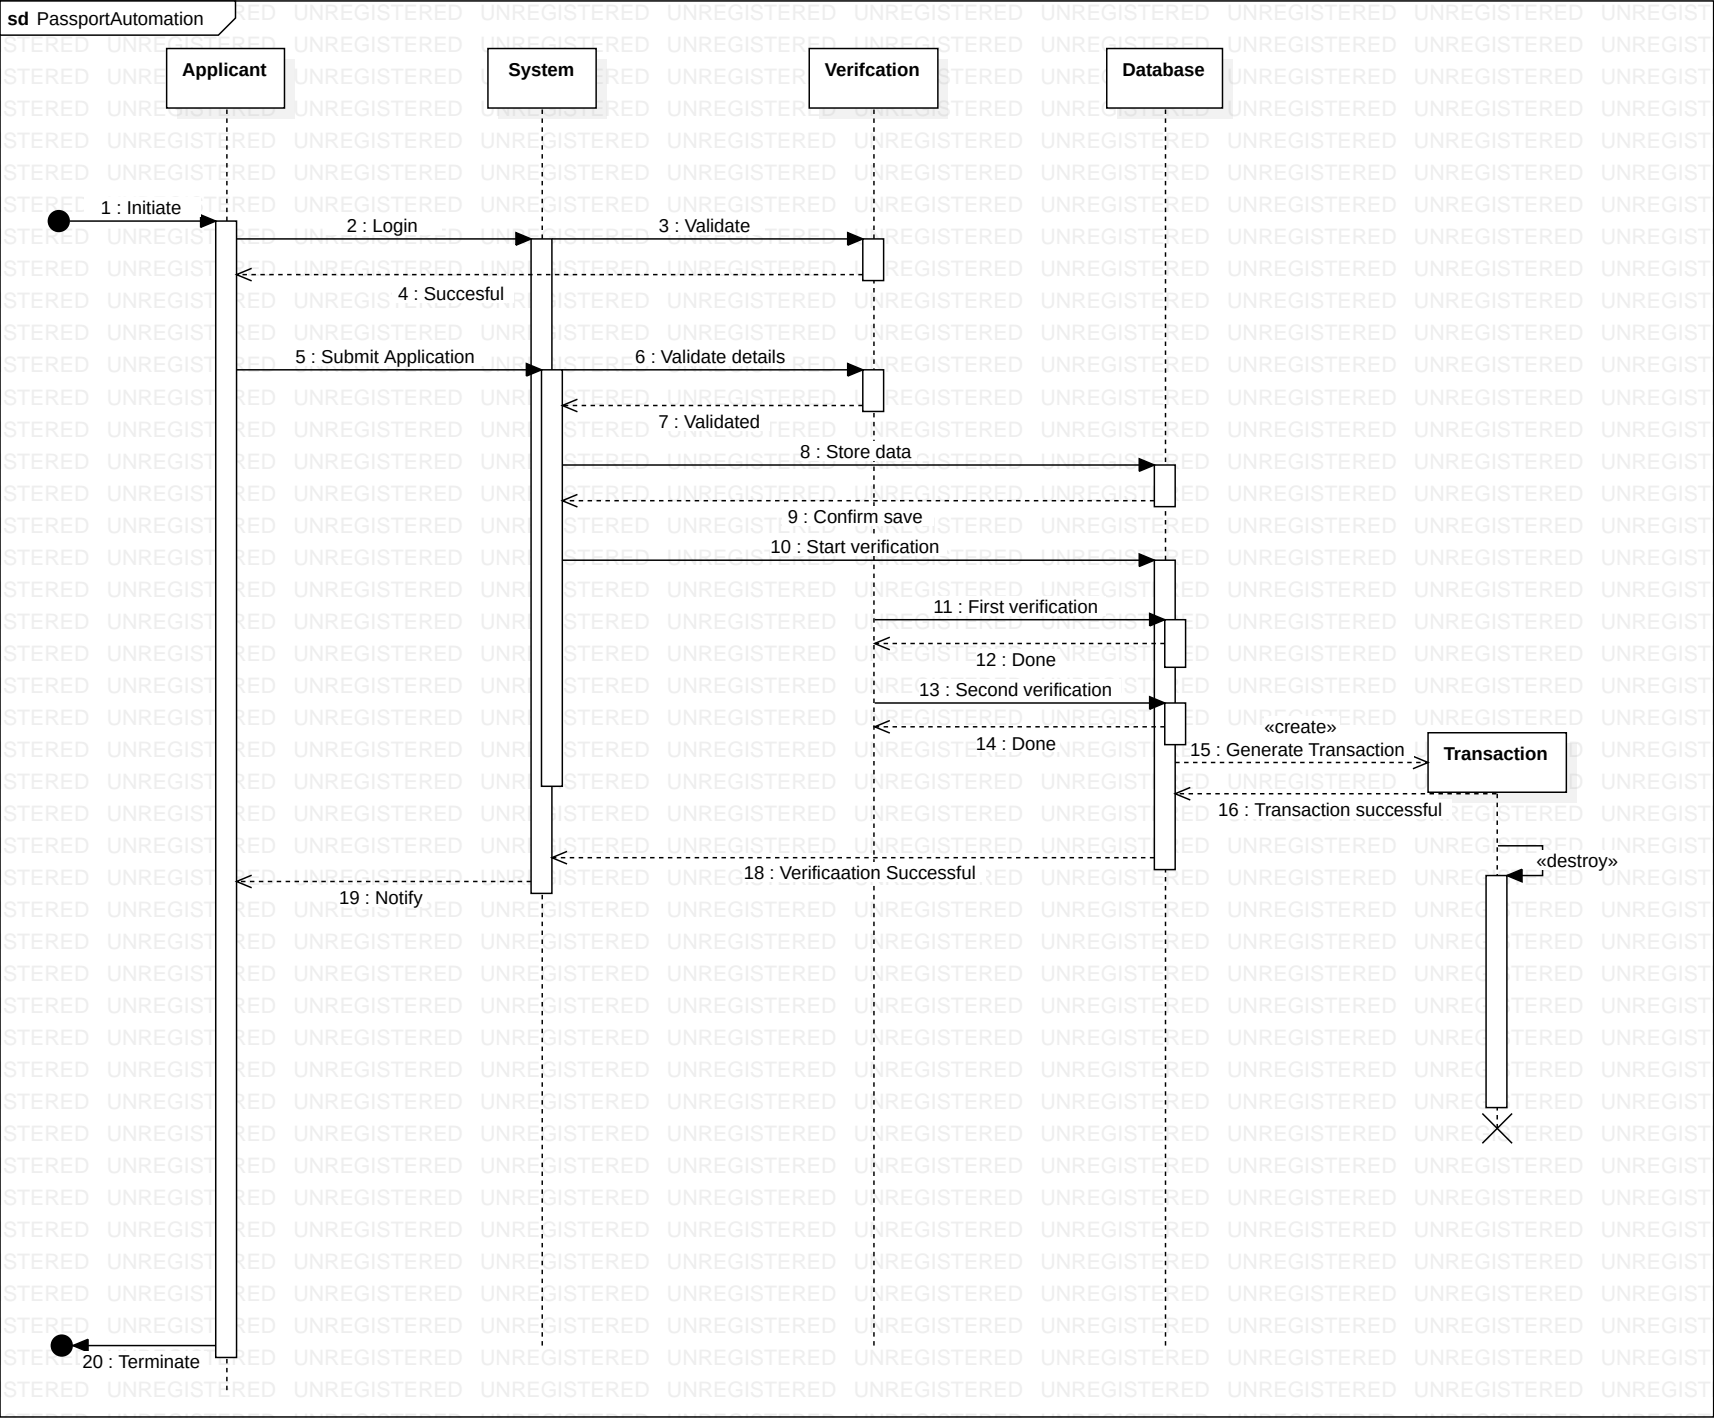 sd PassportAutomation
Applicant
System
Verifcation
Database
1 : Initiate
2 : Login
3 : Validate
4 : Succesful
5 : Submit Application
6 : Validate details
7 : Validated
8 : Store data
9 : Confirm save
10 : Start verification
11 : First verification
12 : Done
13 : Second verification
14 : Done
«create»
15 : Generate Transaction
Transaction
16 : Transaction successful
«destroy»
18 : Verificaation Successful
19 : Notify
20 : Terminate
UNREGISTERED